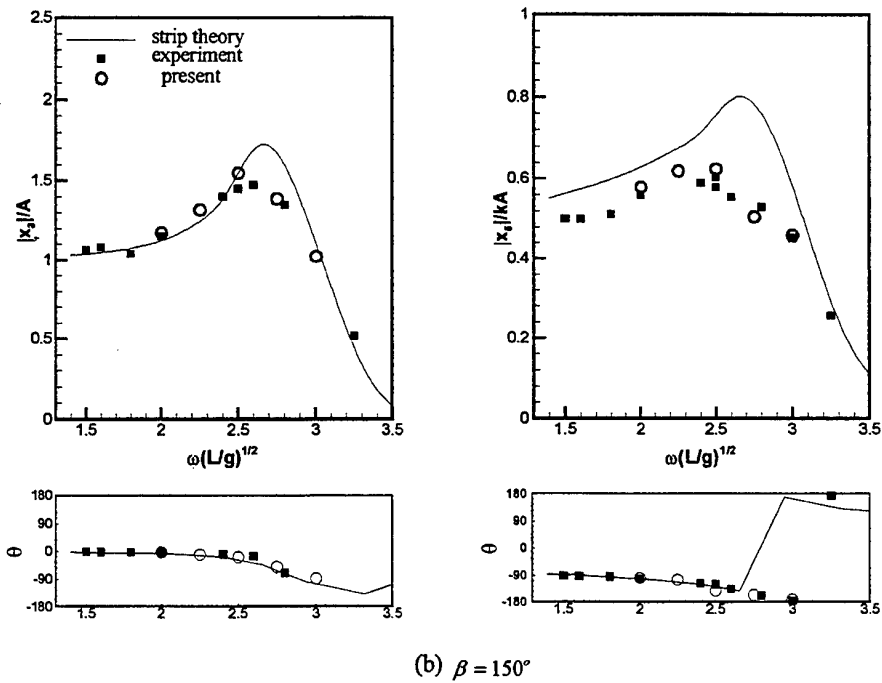 strip theory
experiment
present
|x₃|/A
2.5
2
1.5
1
0.5
0
1.5 2 2.5 3 3.5
ω(L/g)^1/2
θ
180
90
0
-90
-180
1.5 2 2.5 3 3.5
|x₅|/kA
1
0.8
0.6
0.4
0.2
0
1.5 2 2.5 3 3.5
ω(L/g)^1/2
θ
180
90
0
-90
-180
1.5 2 2.5 3 3.5
(b) β = 150°